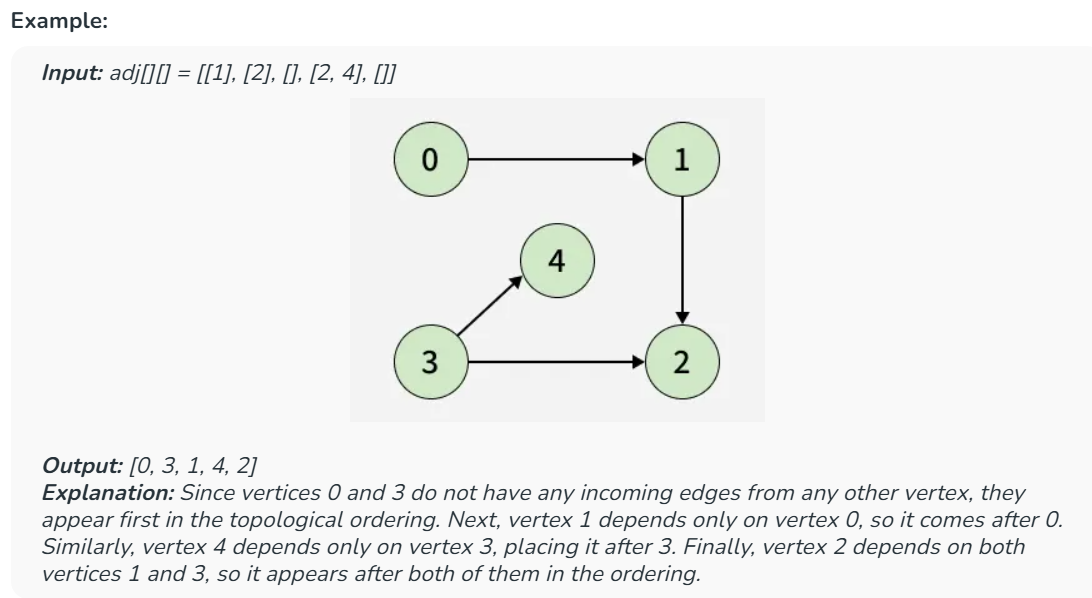 Example:
Input: adj[][] = [[1], [2], [], [2, 4], []]
0
1
4
3
2
Output: [0, 3, 1, 4, 2]
Explanation: Since vertices 0 and 3 do not have any incoming edges from any other vertex, they
appear first in the topological ordering. Next, vertex 1 depends only on vertex 0, so it comes after 0.
Similarly, vertex 4 depends only on vertex 3, placing it after 3. Finally, vertex 2 depends on both
vertices 1 and 3, so it appears after both of them in the ordering.